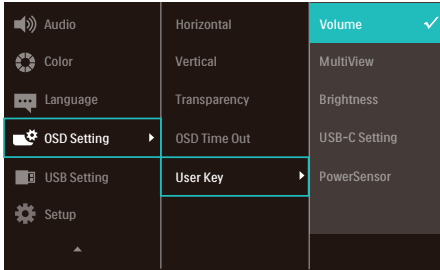 Audio
Color
Language
OSD Setting
USB Setting
Setup
Horizontal
Vertical
Transparency
OSD Time Out
User Key
Volume
MultiView
Brightness
USB-C Setting
PowerSensor